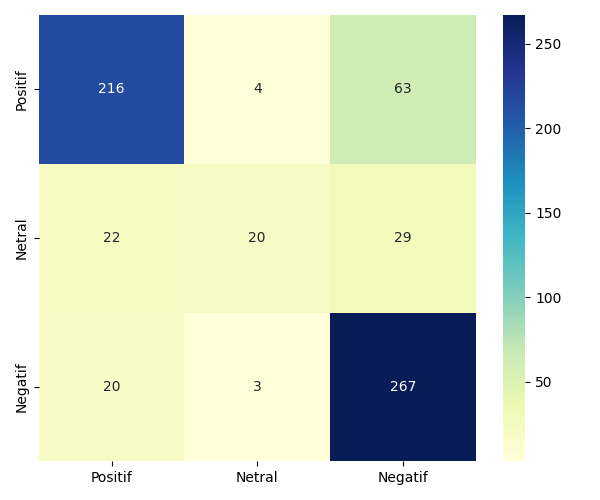 Positif
216 4 63
Netral
22 20 29
Negatif
20 3 267
Positif Netral Negatif
250
200
150
100
50